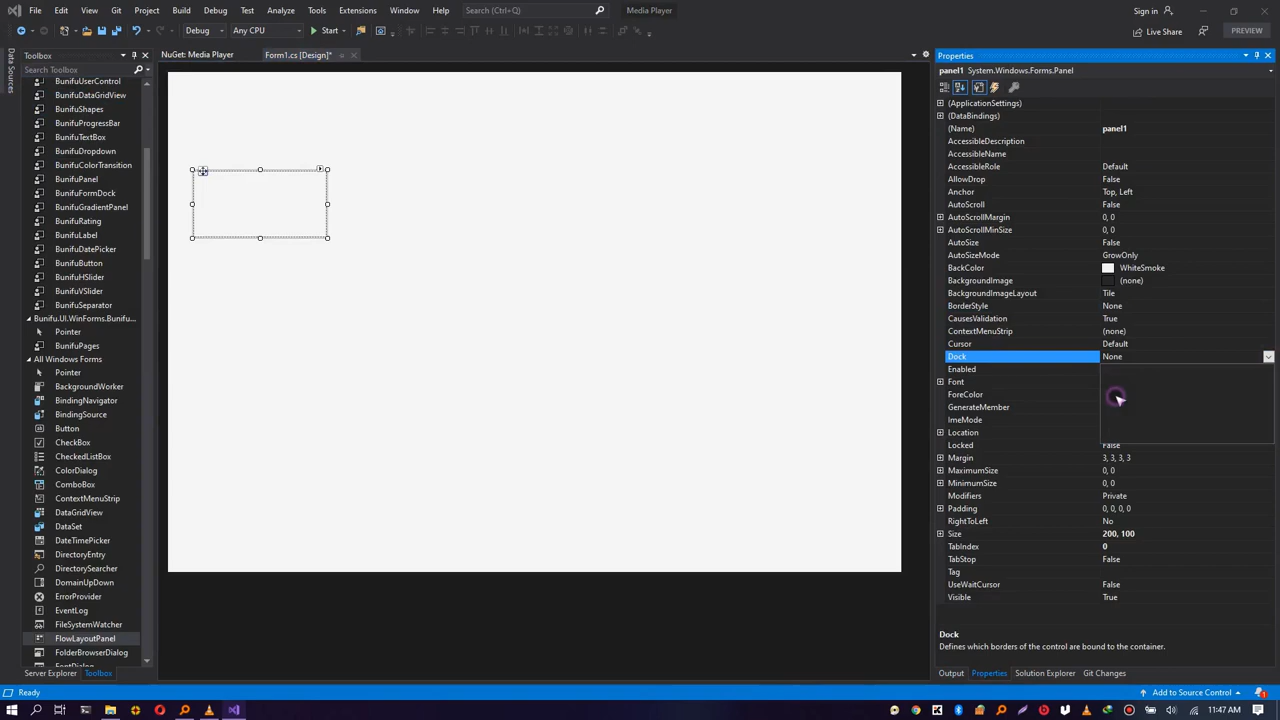 File Edit View Git Project Build Debug Test Analyze Tools Extensions Window Help Search (Ctrl+Q) Media Player Sign in
Debug Any CPU Start Live Share PREVIEW
Data Sources
Toolbox
Search Toolbox
BunifuUserControl
BunifuDataGridView
BunifuShapes
BunifuProgressBar
BunifuTextBox
BunifuDropdown
BunifuColorTransition
BunifuPanel
BunifuFormDock
BunifuGradientPanel
BunifuRating
BunifuLabel
BunifuDatePicker
BunifuButton
BunifuHSlider
BunifuVSlider
BunifuSeparator
Bunifu.UI.WinForms.Bunifu...
Pointer
BunifuPages
All Windows Forms
Pointer
BackgroundWorker
BindingNavigator
BindingSource
Button
CheckBox
CheckedListBox
ColorDialog
ComboBox
ContextMenuStrip
DataGridView
DataSet
DateTimePicker
DirectoryEntry
DirectorySearcher
DomainUpDown
ErrorProvider
EventLog
FileSystemWatcher
FlowLayoutPanel
FolderBrowserDialog
FontDialog
Server Explorer Toolbox
NuGet: Media Player Form1.cs [Design]*
Properties
panel1 System.Windows.Forms.Panel
(ApplicationSettings)
(DataBindings)
(Name) panel1
AccessibleDescription
AccessibleName
AccessibleRole Default
AllowDrop False
Anchor Top, Left
AutoScroll False
AutoScrollMargin 0, 0
AutoScrollMinSize 0, 0
AutoSize False
AutoSizeMode GrowOnly
BackColor WhiteSmoke
BackgroundImage (none)
BackgroundImageLayout Tile
BorderStyle None
CausesValidation True
ContextMenuStrip (none)
Cursor Default
Dock None
Enabled
Font
ForeColor
GenerateMember
ImeMode
Location
Locked False
Margin 3, 3, 3, 3
MaximumSize 0, 0
MinimumSize 0, 0
Modifiers Private
Padding 0, 0, 0, 0
RightToLeft No
Size 200, 100
TabIndex 0
TabStop False
Tag
UseWaitCursor False
Visible True
Dock
Defines which borders of the control are bound to the container.
Output Properties Solution Explorer Git Changes
Ready Add to Source Control 1
11:47 AM